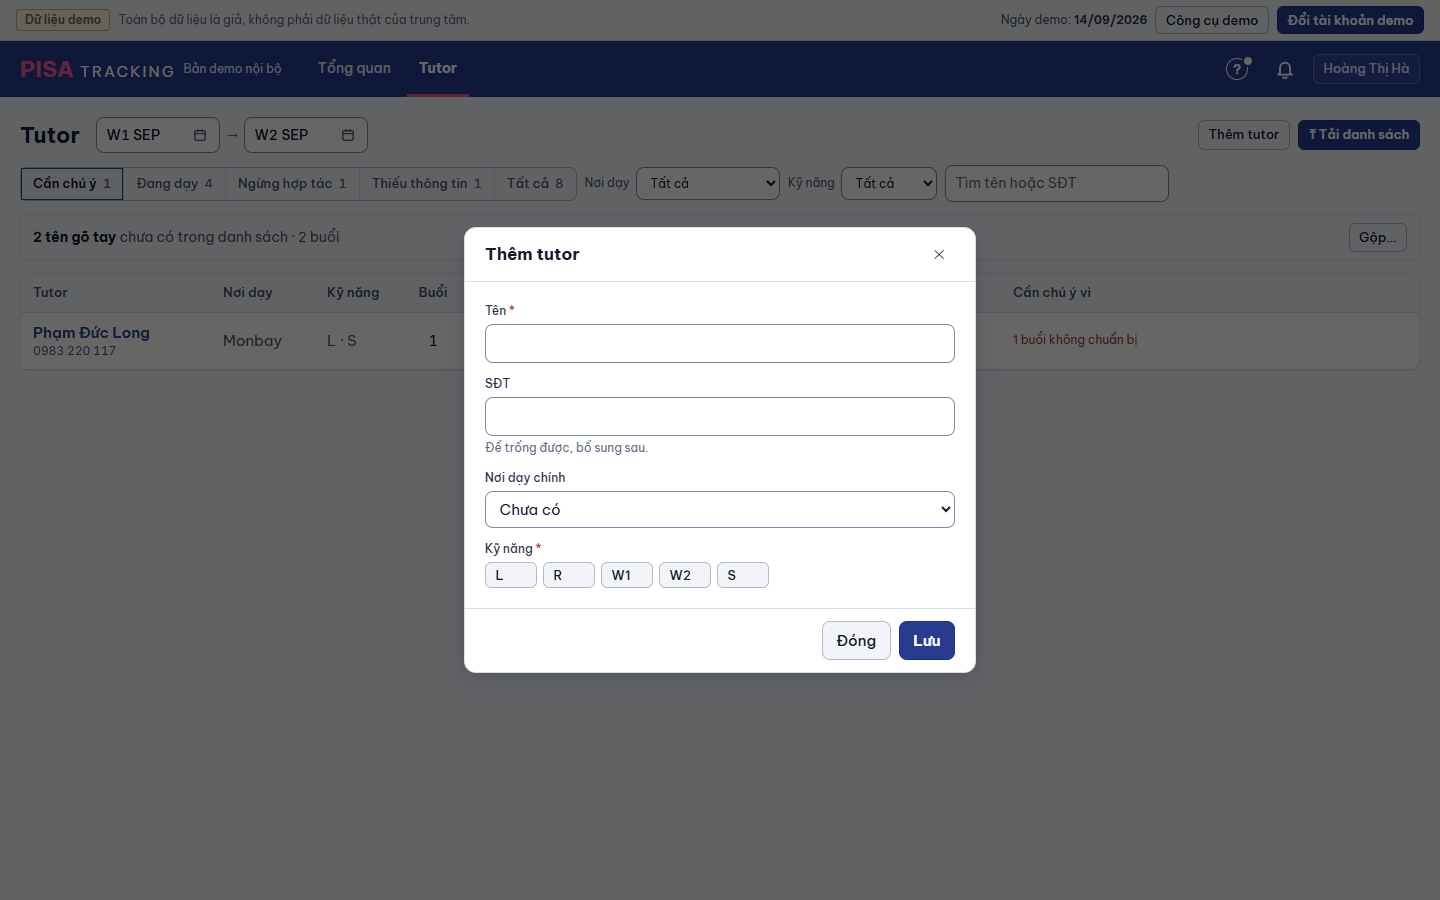 Dữ liệu demo Toàn bộ dữ liệu là giả, không phải dữ liệu thật của trung tâm. Ngày demo: 14/09/2026 Công cụ demo Đổi tài khoản demo
PISA TRACKING Bản demo nội bộ Tổng quan Tutor ? Hoàng Thị Hà
Tutor W1 SEP → W2 SEP Thêm tutor Tải danh sách
Cần chú ý 1 Đang dạy 4 Ngừng hợp tác 1 Thiếu thông tin 1 Tất cả 8 Nơi dạy Tất cả Kỹ năng Tất cả Tìm tên hoặc SĐT
2 tên gõ tay chưa có trong danh sách · 2 buổi Gộp...
Tutor Nơi dạy Kỹ năng Buổi Cần chú ý vì
Phạm Đức Long Monbay L · S 1 1 buổi không chuẩn bị
0983 220 117
Thêm tutor
Tên *
SĐT
Để trống được, bổ sung sau.
Nơi dạy chính
Chưa có
Kỹ năng *
L R W1 W2 S
Đóng Lưu